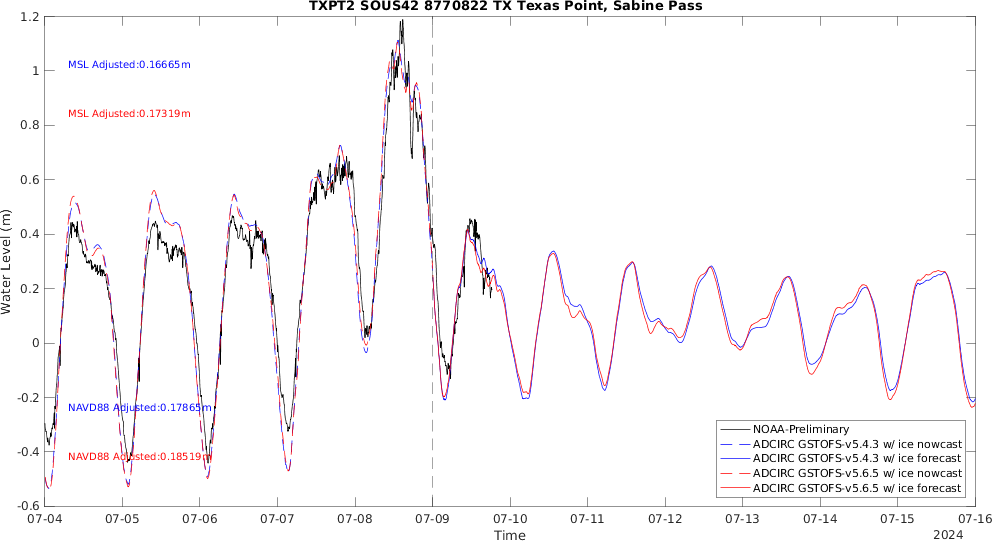 TXPT2 SOUS42 8770822 TX Texas Point, Sabine Pass
1.2
1
0.8
0.6
0.4
0.2
0
-0.2
-0.4
-0.6
Water Level (m)
MSL Adjusted:0.16665m
MSL Adjusted:0.17319m
NAVD88 Adjusted:0.17865m
NAVD88 Adjusted:0.18519m
NOAA-Preliminary
ADCIRC GSTOFS-v5.4.3 w/ ice nowcast
ADCIRC GSTOFS-v5.4.3 w/ ice forecast
ADCIRC GSTOFS-v5.6.5 w/ ice nowcast
ADCIRC GSTOFS-v5.6.5 w/ ice forecast
07-04 07-05 07-06 07-07 07-08 07-09 07-10 07-11 07-12 07-13 07-14 07-15 07-16
Time
2024